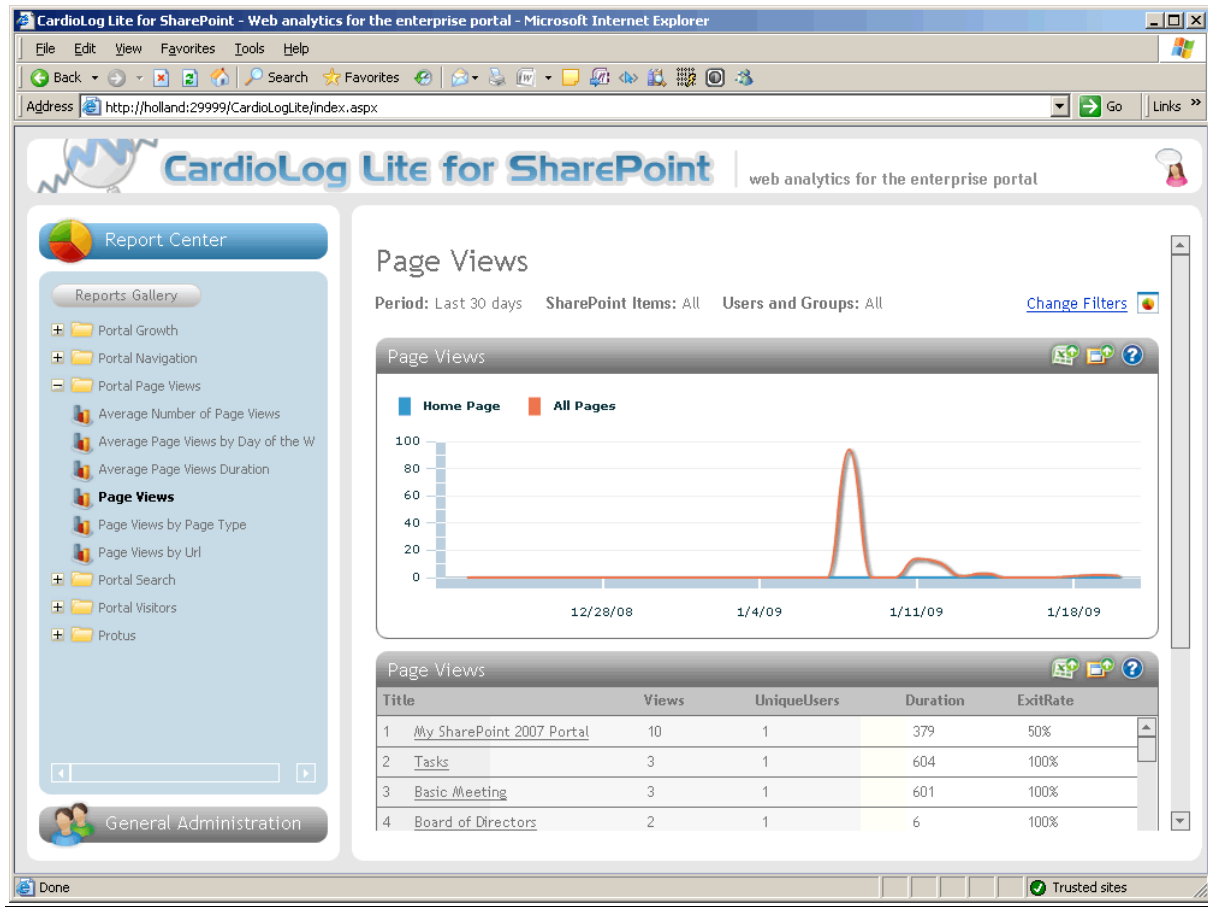 CardioLog Lite for SharePoint - Web analytics for the enterprise portal - Microsoft Internet Explorer
File Edit View Favorites Tools Help
Back Search Favorites
Address http://holland:29999/CardioLogLite/index.aspx Go Links »
CardioLog Lite for SharePoint web analytics for the enterprise portal
Report Center
Reports Gallery
Portal Growth
Portal Navigation
Portal Page Views
Average Number of Page Views
Average Page Views by Day of the W
Average Page Views Duration
Page Views
Page Views by Page Type
Page Views by Url
Portal Search
Portal Visitors
Protus
General Administration
Page Views
Period: Last 30 days SharePoint Items: All Users and Groups: All Change Filters
Page Views
Home Page All Pages
100
80
60
40
20
0
12/28/08 1/4/09 1/11/09 1/18/09
Page Views
Title Views UniqueUsers Duration ExitRate
1 My SharePoint 2007 Portal 10 1 379 50%
2 Tasks 3 1 604 100%
3 Basic Meeting 3 1 601 100%
4 Board of Directors 2 1 6 100%
Done Trusted sites